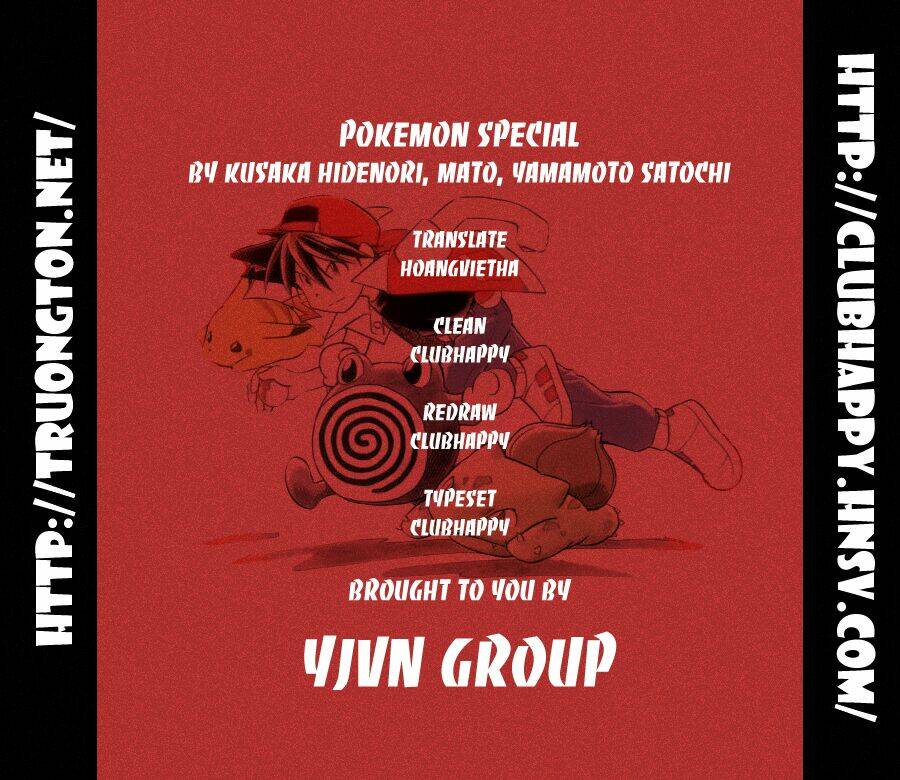 HTTP://TRUONGTON.NET/
POKEMON SPECIAL
BY KUSAKA HIDENORI, MATO, YAMAMOTO SATOCHI
TRANSLATE
HOANGVIETHA
CLEAN
CLUBHAPPY
REDRAW
CLUBHAPPY
TYPESET
CLUBHAPPY
BROUGHT TO YOU BY
YJVN GROUP
HTTP://CLUBHAPPY.HNSV.COM/